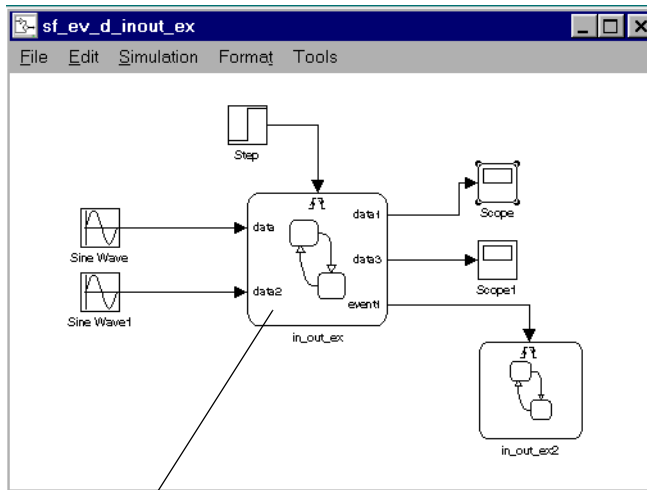 sf_ev_d_inout_ex
File Edit Simulation Format Tools
Step
data
data1
Scope
Sine Wave
data3
data2
Scope1
Sine Wave1
event1
in_out_ex
in_out_ex2